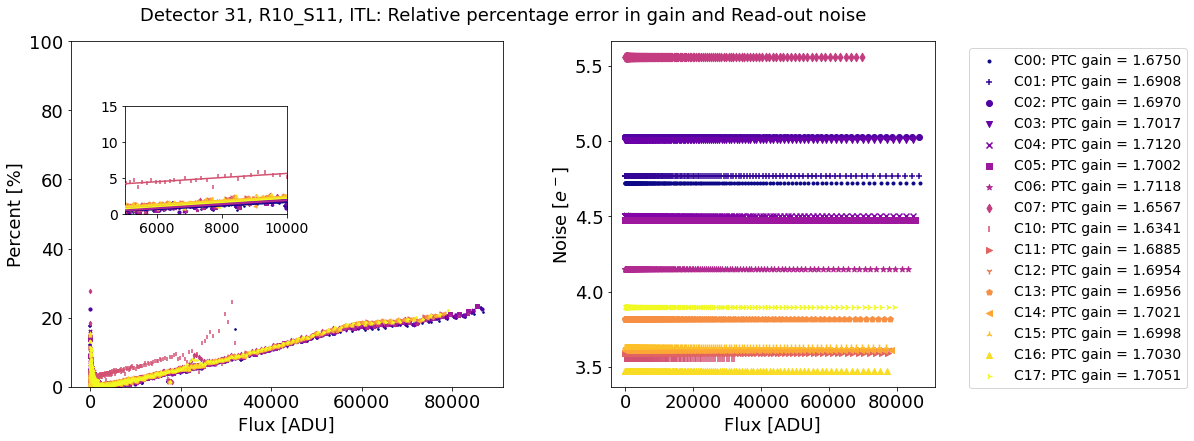 Detector 31, R10_S11, ITL: Relative percentage error in gain and Read-out noise
Percent [%]
100
80
60
40
20
0
0 20000 40000 60000 80000
Flux [ADU]
15
10
5
0
6000 8000 10000
Noise [e⁻]
5.5
5.0
4.5
4.0
3.5
0 20000 40000 60000 80000
Flux [ADU]
C00: PTC gain = 1.6750
C01: PTC gain = 1.6908
C02: PTC gain = 1.6970
C03: PTC gain = 1.7017
C04: PTC gain = 1.7120
C05: PTC gain = 1.7002
C06: PTC gain = 1.7118
C07: PTC gain = 1.6567
C10: PTC gain = 1.6341
C11: PTC gain = 1.6885
C12: PTC gain = 1.6954
C13: PTC gain = 1.6956
C14: PTC gain = 1.7021
C15: PTC gain = 1.6998
C16: PTC gain = 1.7030
C17: PTC gain = 1.7051